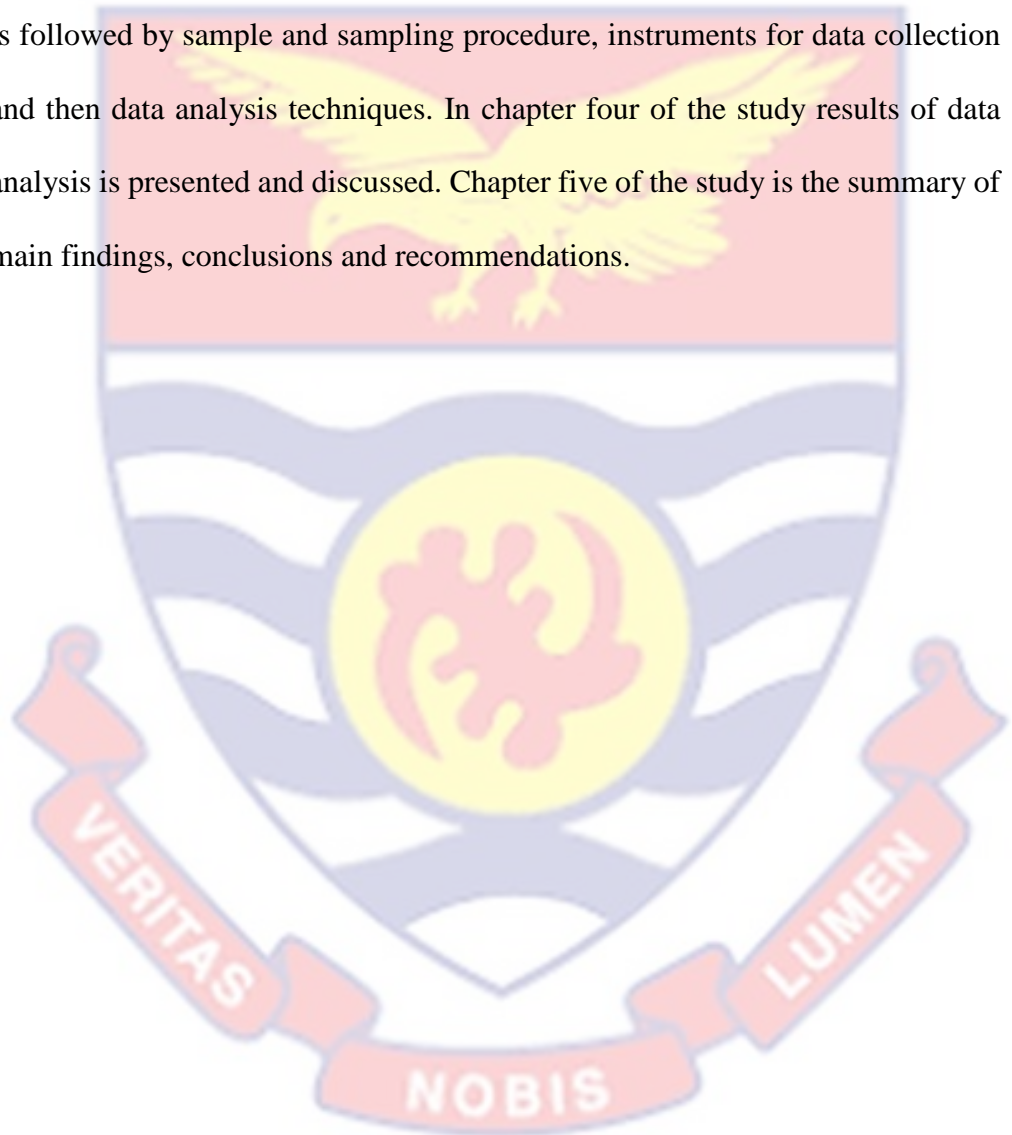 s followed by sample and sampling procedure, instruments for data collection
and then data analysis techniques. In chapter four of the study results of data
analysis is presented and discussed. Chapter five of the study is the summary of
main findings, conclusions and recommendations.
VERITAS
NOBIS
LUMEN